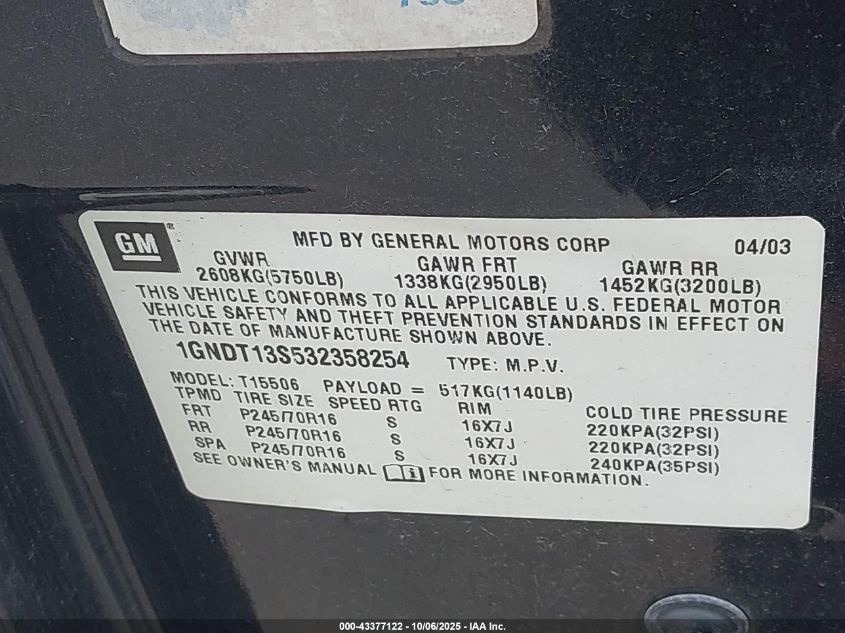 GM®
MFD BY GENERAL MOTORS CORP 04/03
GVWR GAWR FRT GAWR RR
2608KG(5750LB) 1338KG(2950LB) 1452KG(3200LB)
THIS VEHICLE CONFORMS TO ALL APPLICABLE U.S. FEDERAL MOTOR
VEHICLE SAFETY AND THEFT PREVENTION STANDARDS IN EFFECT ON
THE DATE OF MANUFACTURE SHOWN ABOVE.
1GNDT13S532358254 TYPE: M.P.V.
MODEL: T15506 PAYLOAD = 517KG(1140LB)
TPMD TIRE SIZE SPEED RTG RIM COLD TIRE PRESSURE
FRT P245/70R16 S 16X7J 220KPA(32PSI)
RR P245/70R16 S 16X7J 220KPA(32PSI)
SPA P245/70R16 S 16X7J 240KPA(35PSI)
SEE OWNER'S MANUAL FOR MORE INFORMATION.
000-43377122 - 10/06/2025 - IAA Inc.